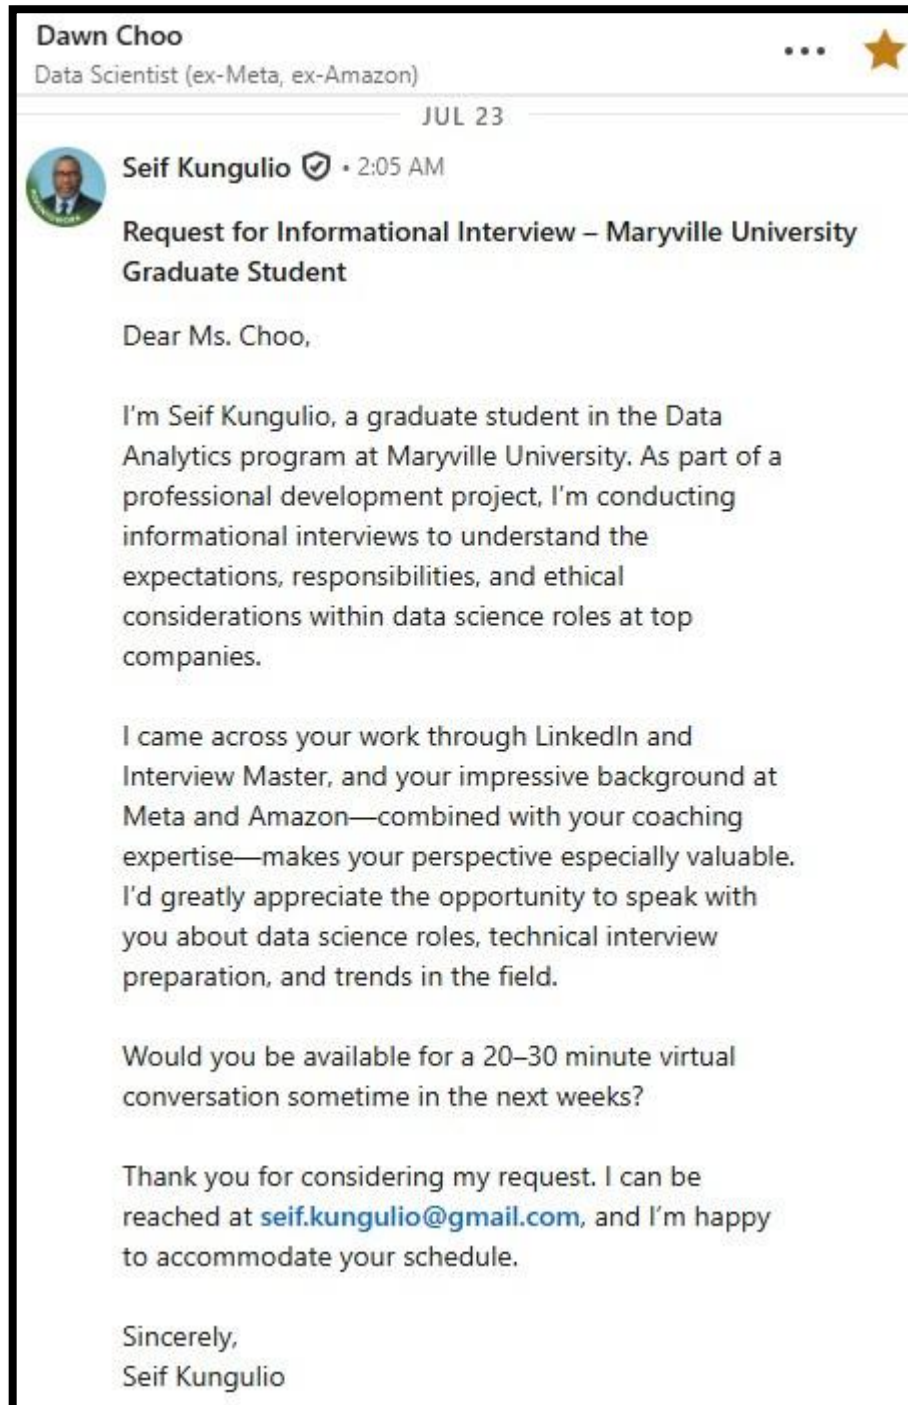 Dawn Choo
Data Scientist (ex-Meta, ex-Amazon)
JUL 23
Seif Kungulio • 2:05 AM
Request for Informational Interview – Maryville University
Graduate Student
Dear Ms. Choo,
I'm Seif Kungulio, a graduate student in the Data
Analytics program at Maryville University. As part of a
professional development project, I'm conducting
informational interviews to understand the
expectations, responsibilities, and ethical
considerations within data science roles at top
companies.
I came across your work through LinkedIn and
Interview Master, and your impressive background at
Meta and Amazon—combined with your coaching
expertise—makes your perspective especially valuable.
I'd greatly appreciate the opportunity to speak with
you about data science roles, technical interview
preparation, and trends in the field.
Would you be available for a 20–30 minute virtual
conversation sometime in the next weeks?
Thank you for considering my request. I can be
reached at seif.kungulio@gmail.com, and I'm happy
to accommodate your schedule.
Sincerely,
Seif Kungulio